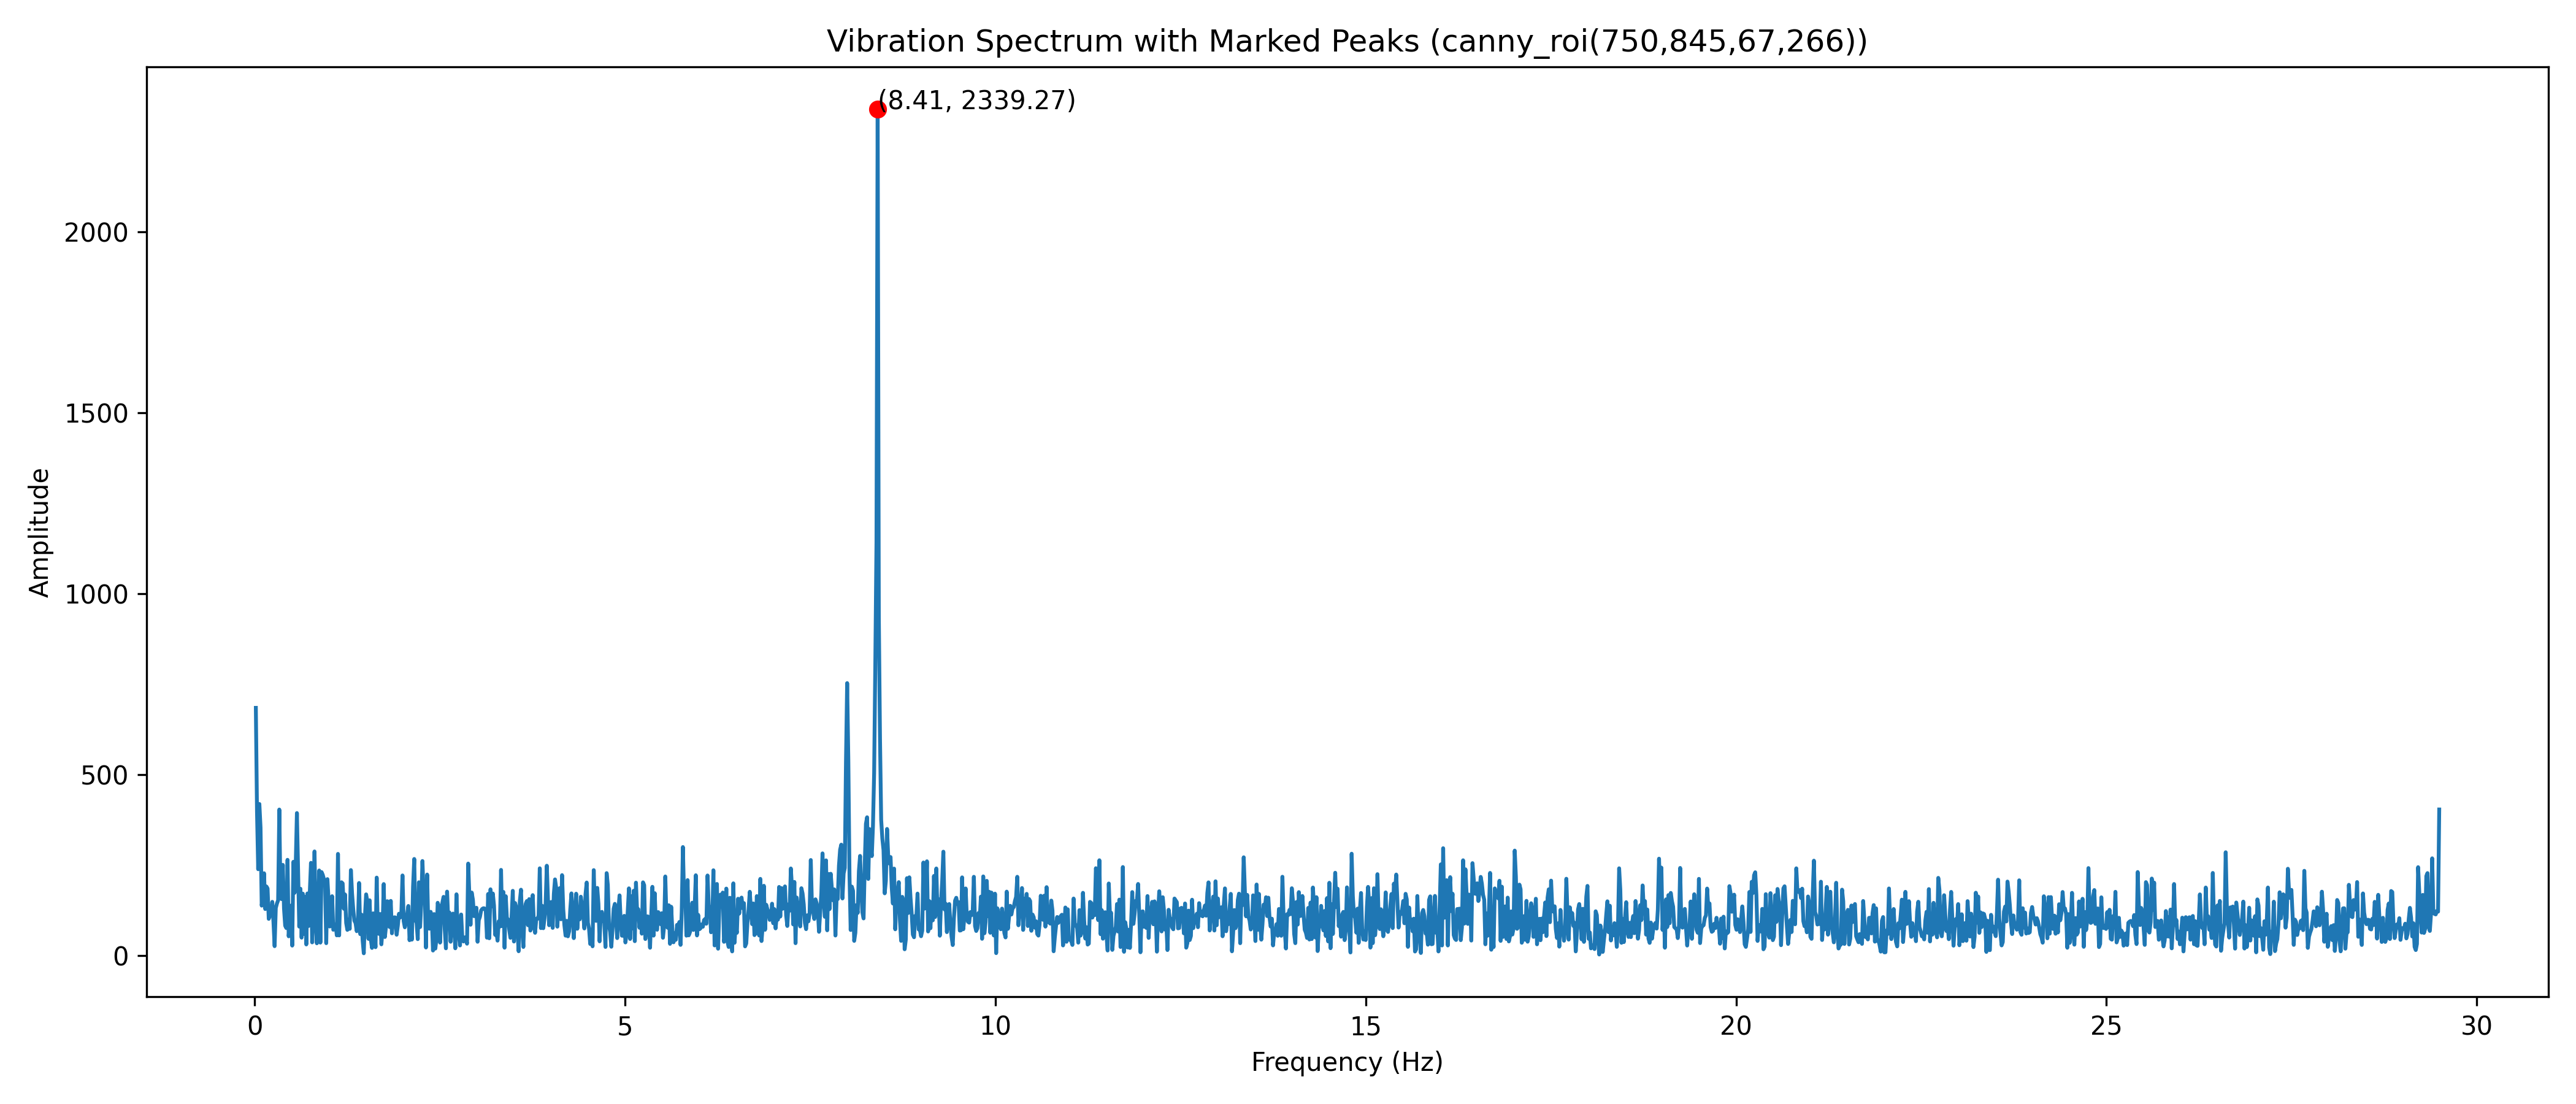 Vibration Spectrum with Marked Peaks (canny_roi(750,845,67,266))
(8.41, 2339.27)
2000
1500
1000
500
0
Amplitude
0 5 10 15 20 25 30
Frequency (Hz)